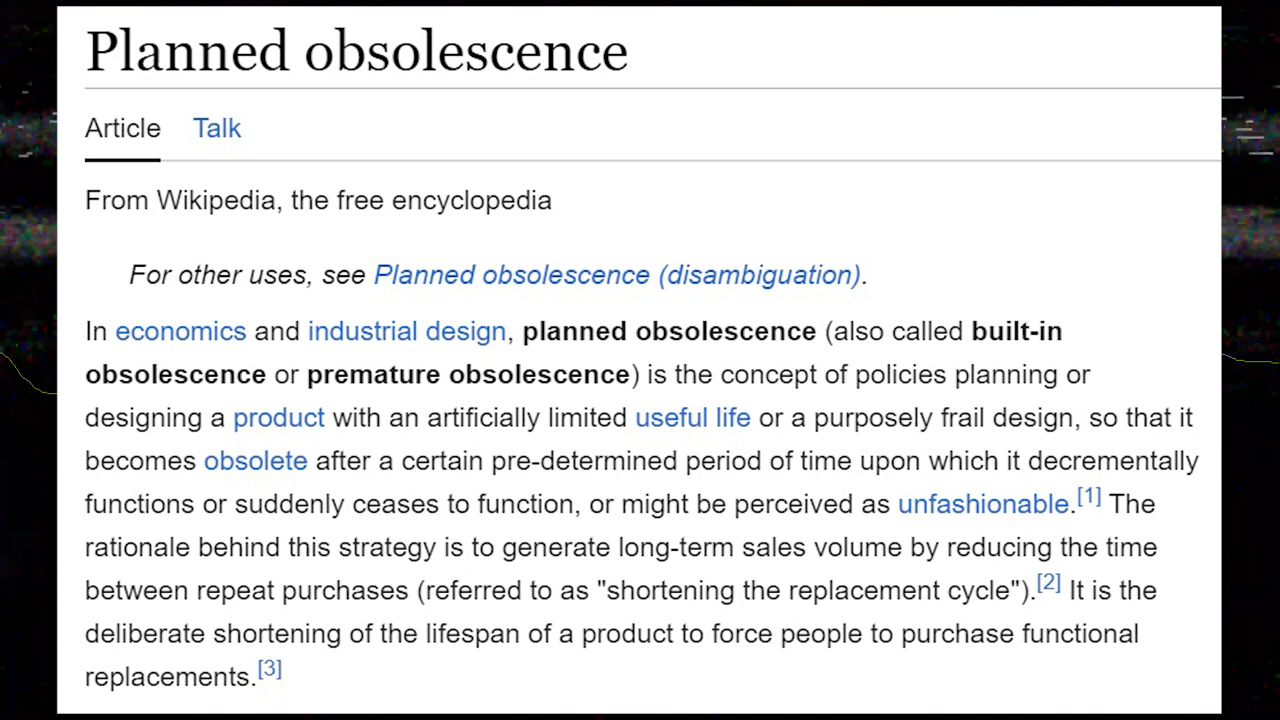 Planned obsolescence
Article Talk
From Wikipedia, the free encyclopedia
For other uses, see Planned obsolescence (disambiguation).
In economics and industrial design, planned obsolescence (also called built-in
obsolescence or premature obsolescence) is the concept of policies planning or
designing a product with an artificially limited useful life or a purposely frail design, so that it
becomes obsolete after a certain pre-determined period of time upon which it decrementally
functions or suddenly ceases to function, or might be perceived as unfashionable.[1] The
rationale behind this strategy is to generate long-term sales volume by reducing the time
between repeat purchases (referred to as "shortening the replacement cycle").[2] It is the
deliberate shortening of the lifespan of a product to force people to purchase functional
replacements.[3]